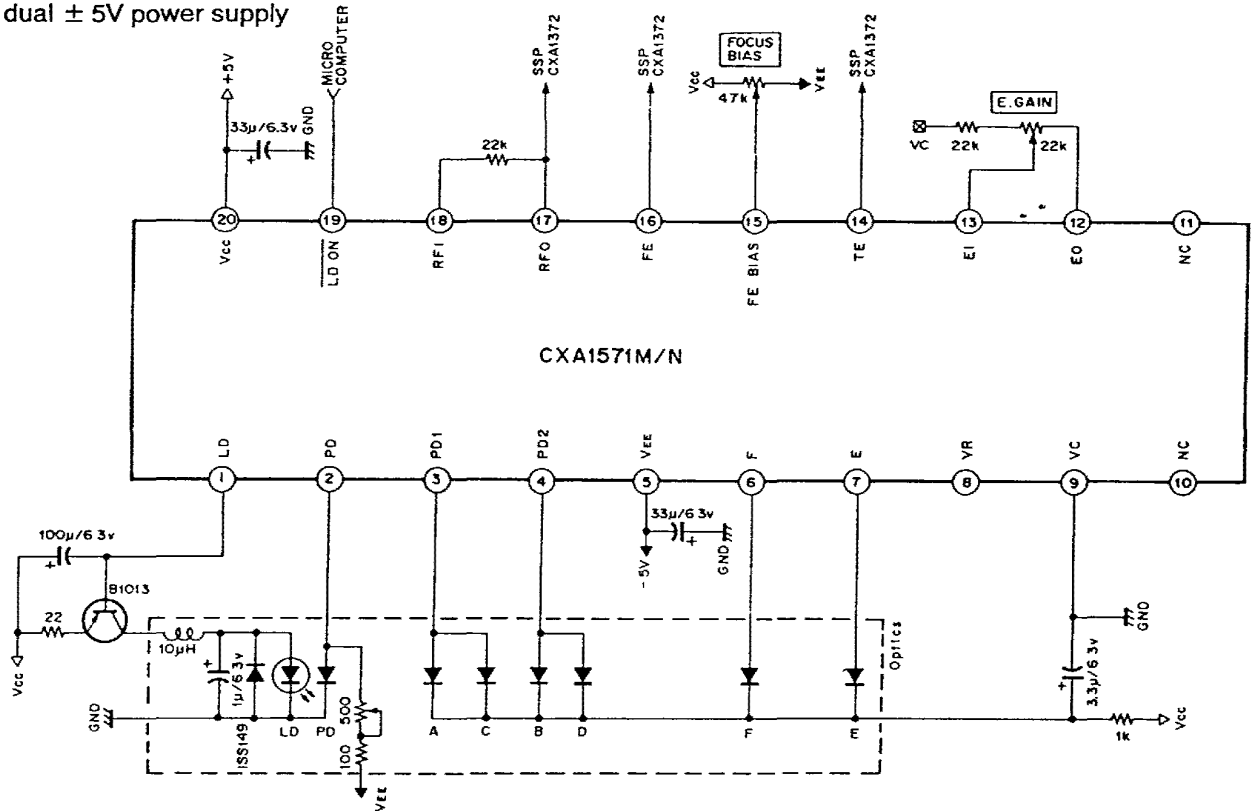 dual ± 5V power supply
+5V
MICRO
COMPUTER
SSP
CXA1372
SSP
CXA1372
FOCUS
BIAS
Vcc
VEE
47k
SSP
CXA1372
E.GAIN
33μ/6.3v
GND
22k
VC
22k
22k
20
19
18
17
16
15
14
13
12
11
Vcc
LD ON
RFI
RFO
FE
FE BIAS
TE
EI
EO
NC
CXA1571M/N
LD
PD
PD1
PD2
VEE
F
E
VR
VC
NC
1
2
3
4
5
6
7
8
9
10
100μ/6.3v
33μ/6.3v
-5V
GND
B1013
22
Vcc
10μH
Optics
GND
1μ/6.3v
3.3μ/6.3v
GND
1SS149
LD
PD
500
100
VEE
A
C
B
D
F
E
1k
Vcc